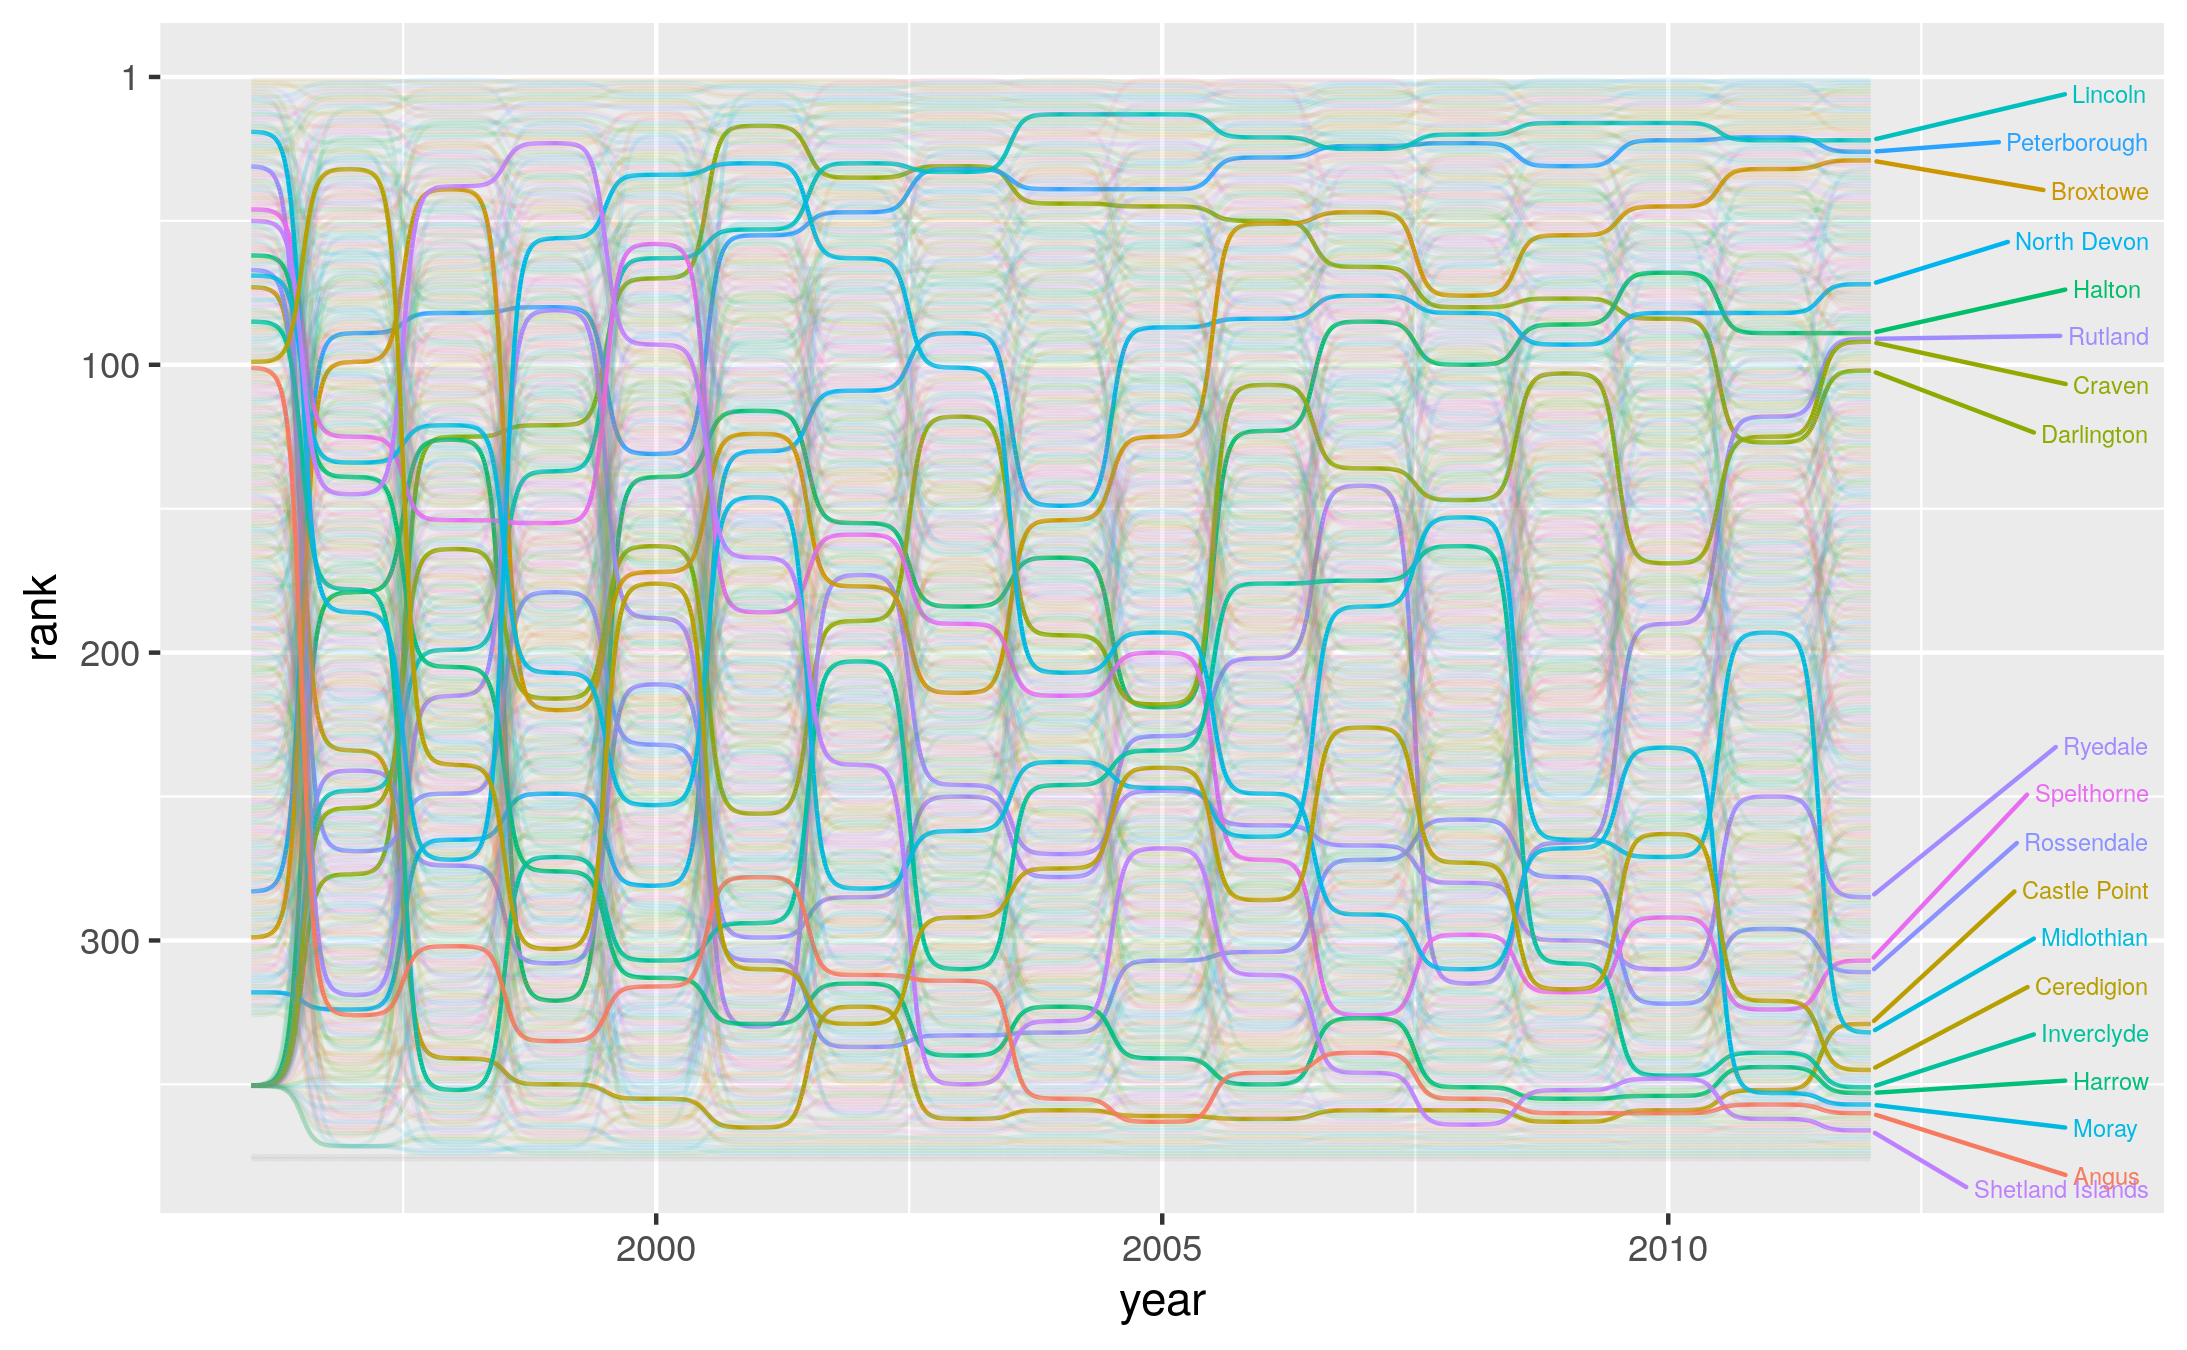 1
100
200
300
rank
2000
2005
2010
year
Lincoln
Peterborough
Broxtowe
North Devon
Halton
Rutland
Craven
Darlington
Ryedale
Spelthorne
Rossendale
Castle Point
Midlothian
Ceredigion
Inverclyde
Harrow
Moray
Angus
Shetland Islands